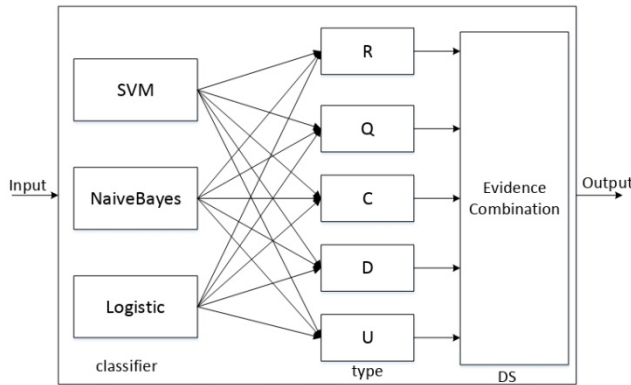 Input
SVM
NaiveBayes
Logistic
classifier
R
Q
C
D
U
type
Evidence
Combination
DS
Output